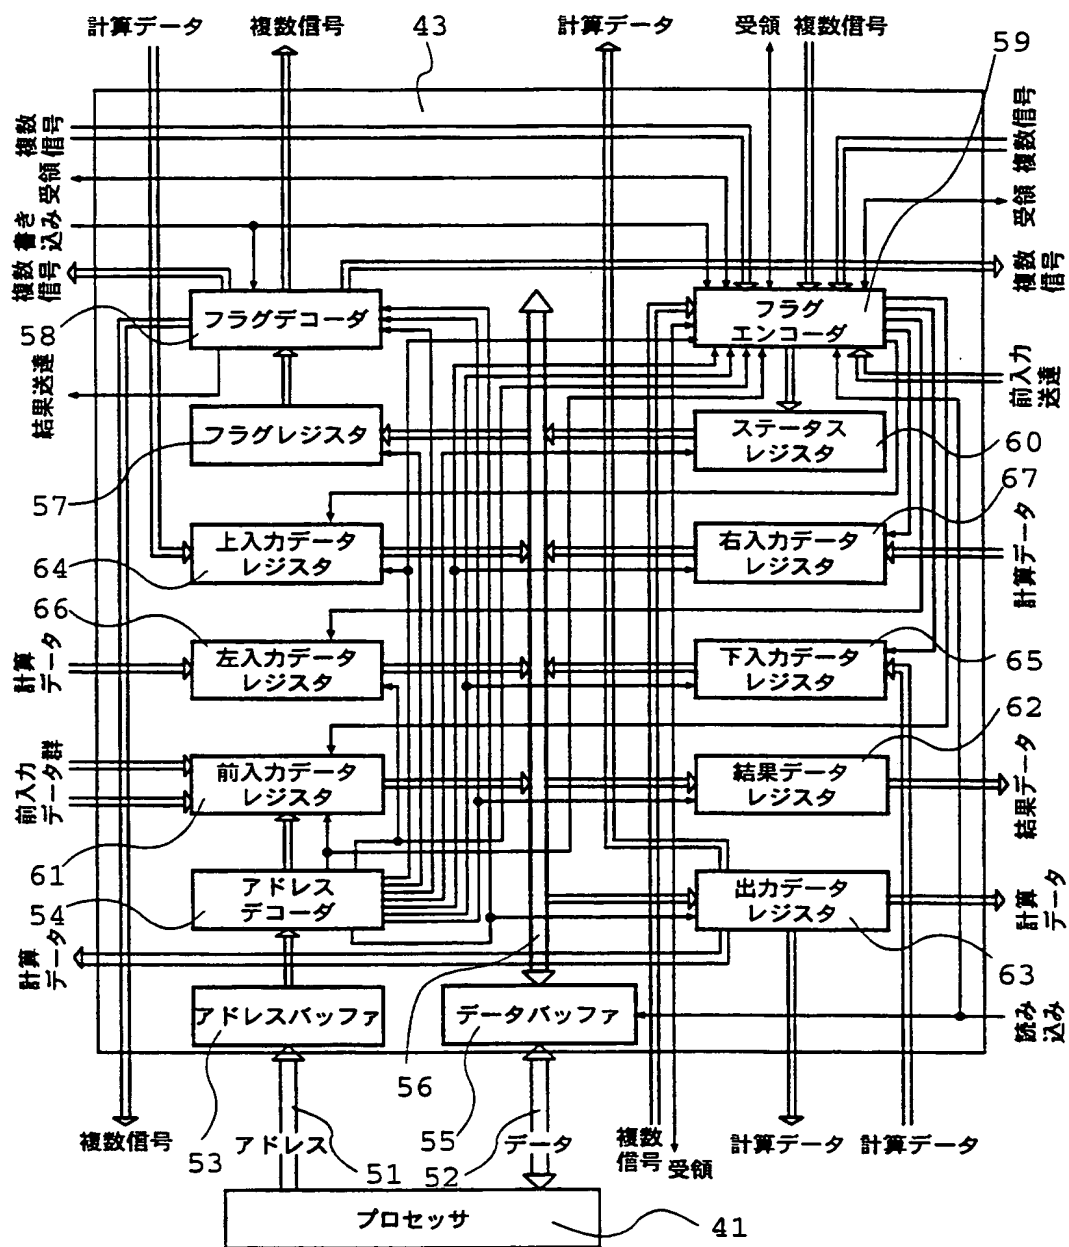 計算データ
複数信号
43
計算データ
受領
複数信号
59
複数
信号
受領
書き
込み
複数
信号
結果送達
複数信号
受領
複数
信号
前入力
送達
フラグデコーダ
58
フラグ
エンコーダ
フラグレジスタ
57
ステータス
レジスタ
60
67
上入力データ
レジスタ
64
右入力データ
レジスタ
計算データ
66
左入力データ
レジスタ
計算
データ
下入力データ
レジスタ
65
62
前入力
データ群
前入力データ
レジスタ
61
結果データ
レジスタ
結果データ
アドレス
デコーダ
54
出力データ
レジスタ
計算
データ
63
計算
データ
アドレスバッファ
53
データバッファ
55
56
読み
込み
複数信号
アドレス
51
52
データ
複数
信号
受領
計算データ
計算データ
プロセッサ
41